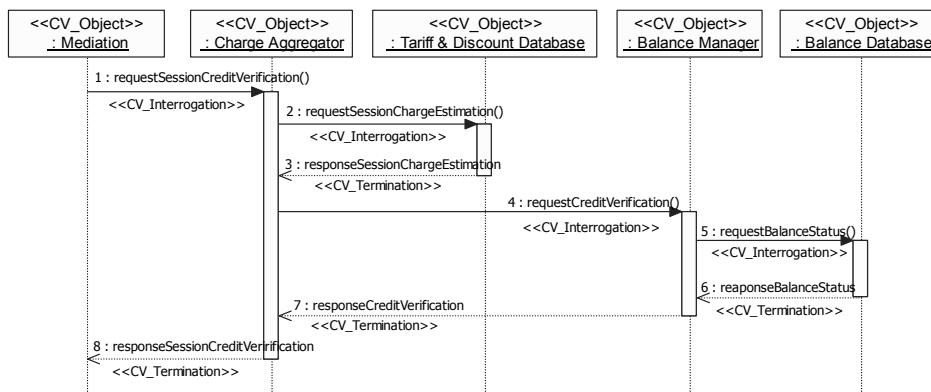 <<CV_Object>> <<CV_Object>> <<CV_Object>> <<CV_Object>> <<CV_Object>>
: Mediation : Charge Aggregator : Tariff & Discount Database : Balance Manager : Balance Database
1 : requestSessionCreditVerification()
<<CV_Interrogation>>
2 : requestSessionChargeEstimation()
<<CV_Interrogation>>
3 : responseSessionChargeEstimation
<<CV_Termination>>
4 : requestCreditVerification()
<<CV_Interrogation>>
5 : requestBalanceStatus()
<<CV_Interrogation>>
6 : reaponseBalanceStatus
<<CV_Termination>>
7 : responseCreditVerification
<<CV_Termination>>
8 : responseSessionCreditVerirification
<<CV_Termination>>